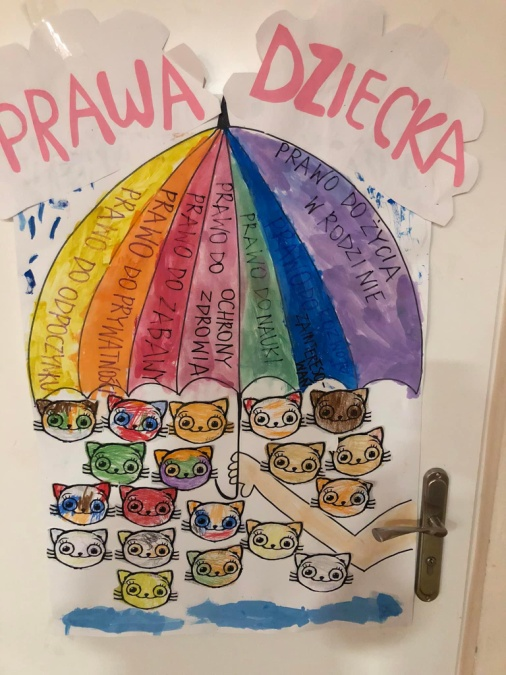 PRAWA DZIECKA
PRAWO DO ODPOCZYNKU
PRAWO DO PRYWATNOŚCI
PRAWO DO ZABAWY
PRAWO DO OCHRONY
ZDROWIA
PRAWO DO NAUKI
PRAWO DO ŻYCIA
W RODZINIE